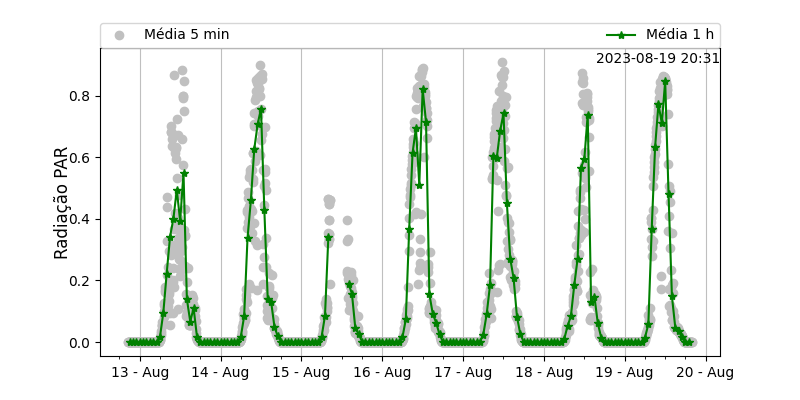 Média 5 min
Média 1 h
2023-08-19 20:31
Radiação PAR
0.8
0.6
0.4
0.2
0.0
13 - Aug
14 - Aug
15 - Aug
16 - Aug
17 - Aug
18 - Aug
19 - Aug
20 - Aug